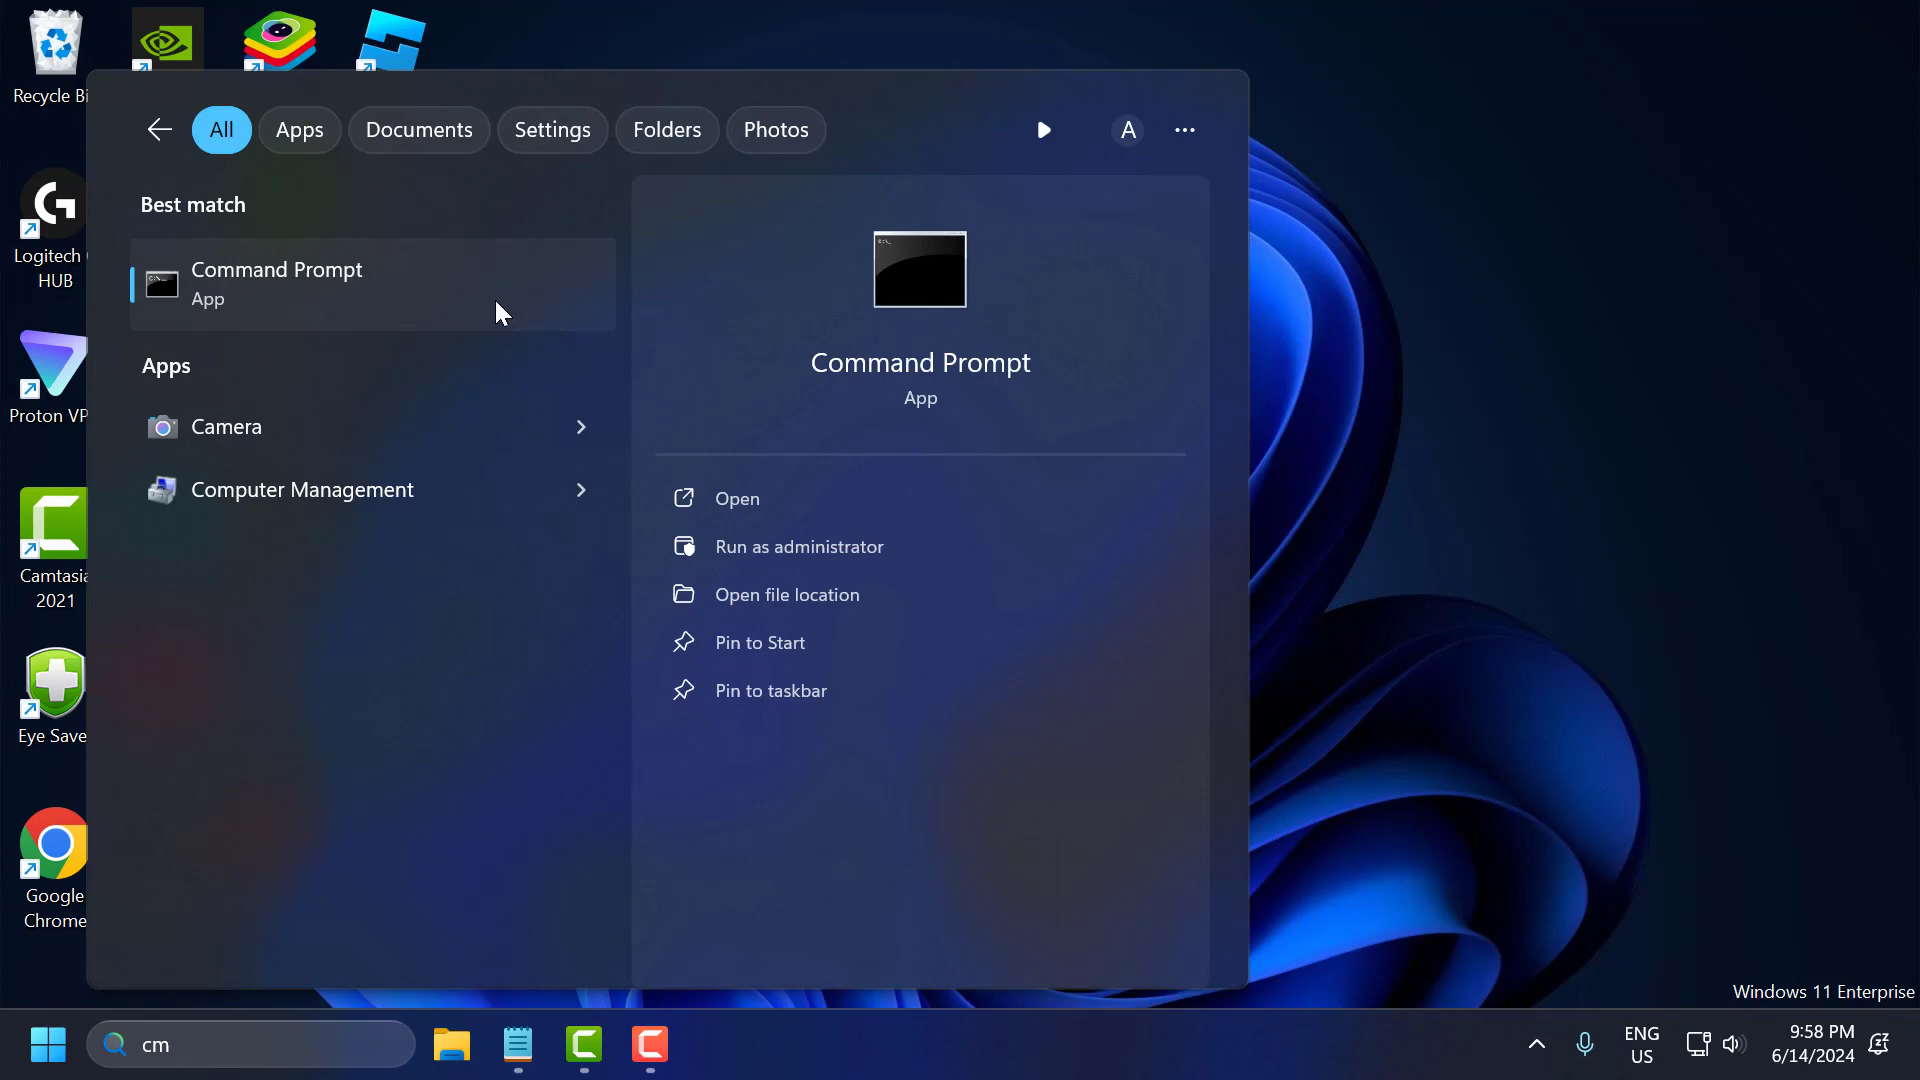 Recycle Bi
All
Apps
Documents
Settings
Folders
Photos
A
Best match
Command Prompt
App
Apps
Camera
Computer Management
Command Prompt
App
Open
Run as administrator
Open file location
Pin to Start
Pin to taskbar
Logitech
HUB
Proton VP
Camtasia
2021
Eye Save
Google
Chrome
Windows 11 Enterprise
cm
ENG
US
9:58 PM
6/14/2024